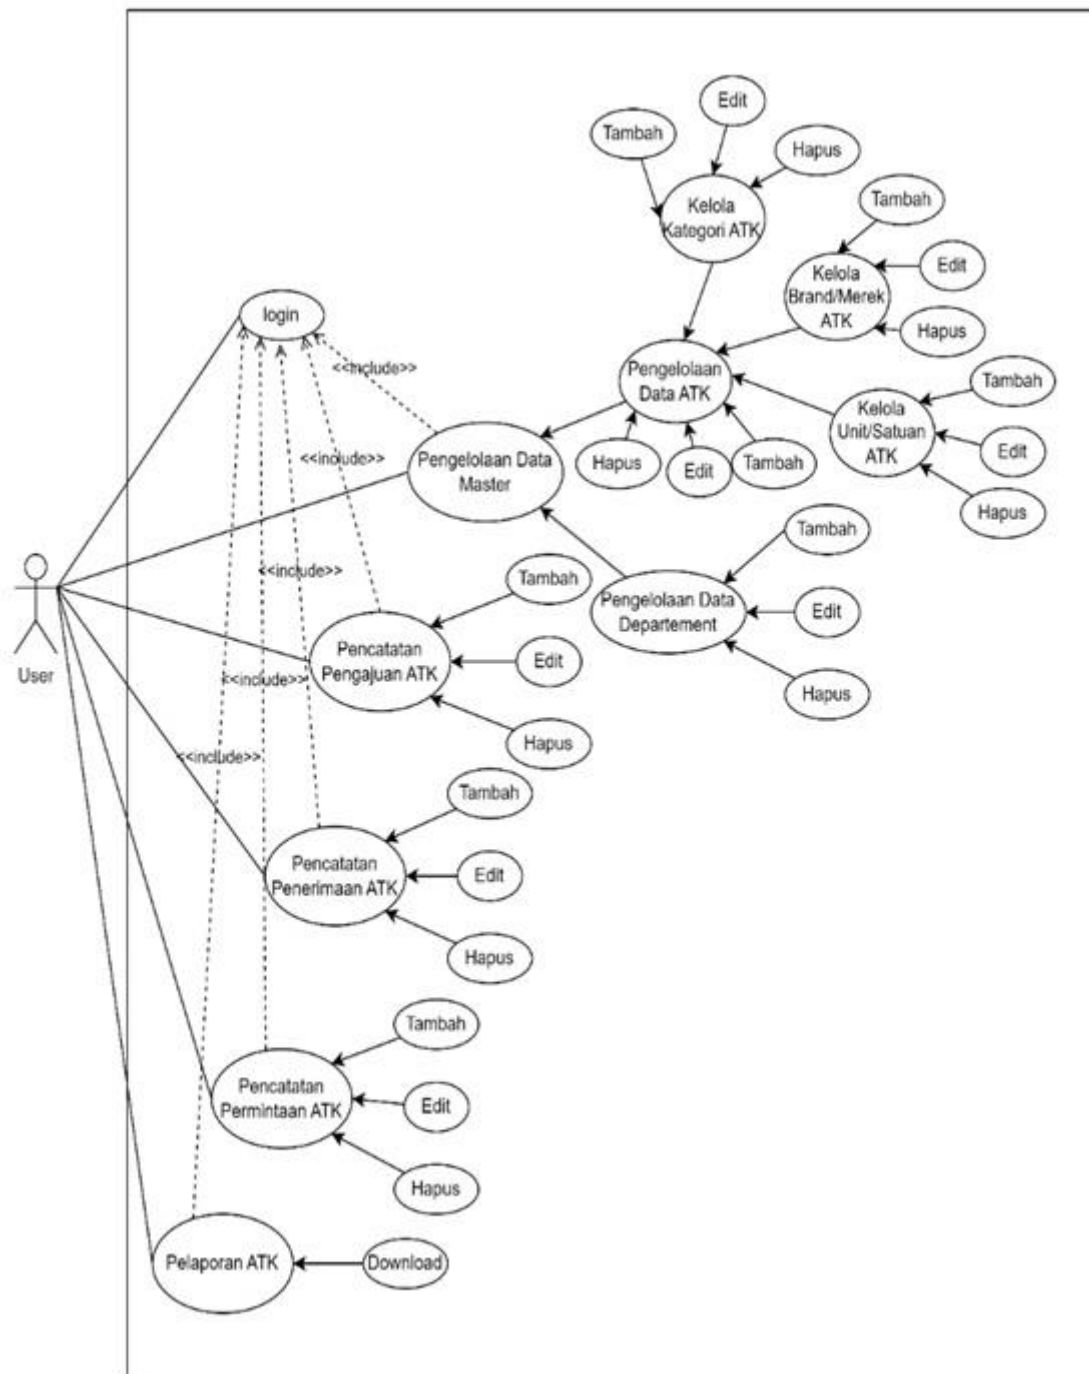 Edit
Tambah
Hapus
Kelola
Kategori ATK
Tambah
Kelola
Brand/Merek
ATK
Edit
Hapus
login
<<include>>
Pengelolaan
Data ATK
Tambah
Kelola
Unit/Satuan
ATK
Edit
Hapus
Hapus
Edit
Tambah
<<include>>
Pengelolaan Data
Master
Tambah
Pengelolaan Data
Departement
Edit
Hapus
<<include>>
Tambah
User
Pencatatan
Pengajuan ATK
Edit
<<include>>
Hapus
<<include>>
Tambah
Pencatatan
Penerimaan ATK
Edit
Hapus
Tambah
Pencatatan
Permintaan ATK
Edit
Hapus
Pelaporan ATK
Download